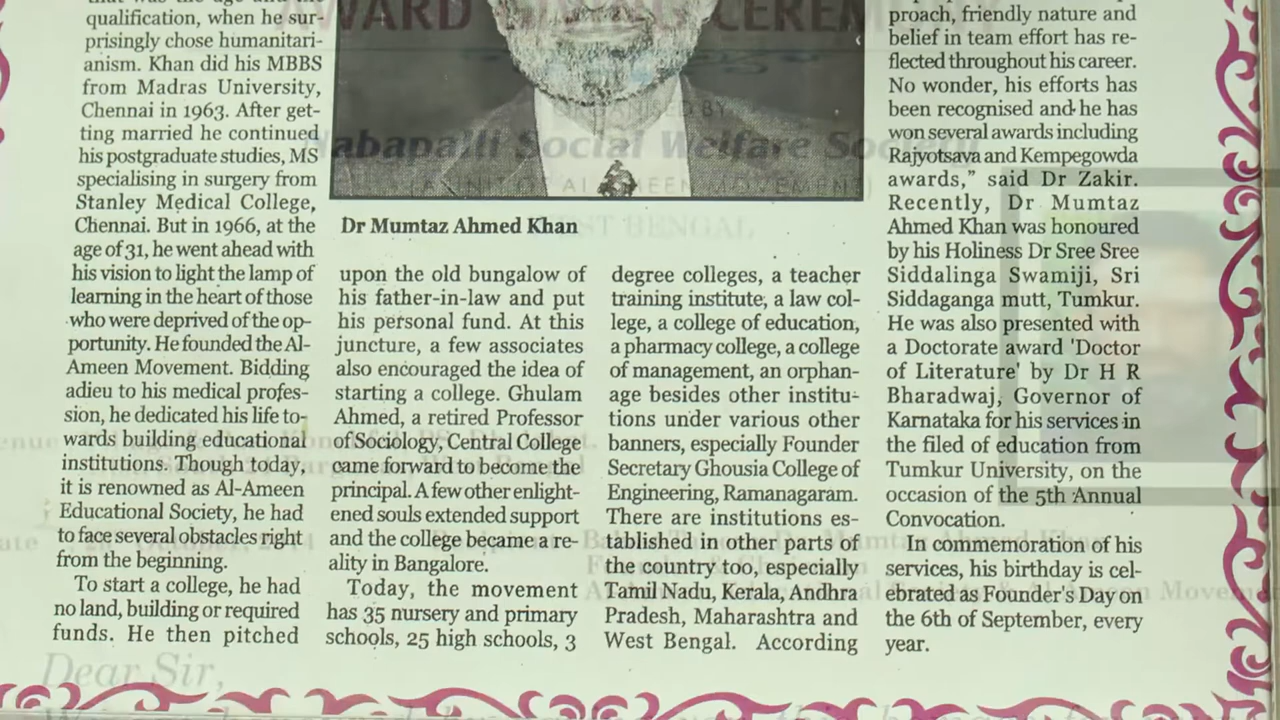 qualification, when he sur-
prisingly chose humanitari-
anism. Khan did his MBBS
from Madras University,
Chennai in 1963. After get-
ting married he continued
his postgraduate studies, MS
specialising in surgery from
Stanley Medical College,
Chennai. But in 1966, at the
age of 31, he went ahead with
his vision to light the lamp of
learning in the heart of those
who were deprived of the op-
portunity. He founded the Al-
Ameen Movement. Bidding
adieu to his medical profes-
sion, he dedicated his life to-
wards building educational
institutions. Though today,
it is renowned as Al-Ameen
Educational Society, he had
to face several obstacles right
from the beginning.
To start a college, he had
no land, building or required
funds. He then pitched
Dr Mumtaz Ahmed Khan
upon the old bungalow of
his father-in-law and put
his personal fund. At this
juncture, a few associates
also encouraged the idea of
starting a college. Ghulam
Ahmed, a retired Professor
of Sociology, Central College
came forward to become the
principal. A few other enlight-
ened souls extended support
and the college became a re-
ality in Bangalore.
Today, the movement
has 35 nursery and primary
schools, 25 high schools, 3
degree colleges, a teacher
training institute, a law col-
lege, a college of education,
a pharmacy college, a college
of management, an orphan-
age besides other institu-
tions under various other
banners, especially Founder
Secretary Ghousia College of
Engineering, Ramanagaram.
There are institutions es-
tablished in other parts of
the country too, especially
Tamil Nadu, Kerala, Andhra
Pradesh, Maharashtra and
West Bengal. According
proach, friendly nature and
belief in team effort has re-
flected throughout his career.
No wonder, his efforts has
been recognised and he has
won several awards including
Rajyotsava and Kempegowda
awards," said Dr Zakir.
Recently, Dr Mumtaz
Ahmed Khan was honoured
by his Holiness Dr Sree Sree
Siddalinga Swamiji, Sri
Siddaganga mutt, Tumkur.
He was also presented with
a Doctorate award 'Doctor
of Literature' by Dr H R
Bharadwaj, Governor of
Karnataka for his services in
the filed of education from
Tumkur University, on the
occasion of the 5th Annual
Convocation.
In commemoration of his
services, his birthday is cel-
ebrated as Founder's Day on
the 6th of September, every
year.
AWARD CEREMONY
Nabapalli Social Welfare Society
(A UNIT OF AL-AMEEN MOVEMENT)
WEST BENGAL
Dear Sir,